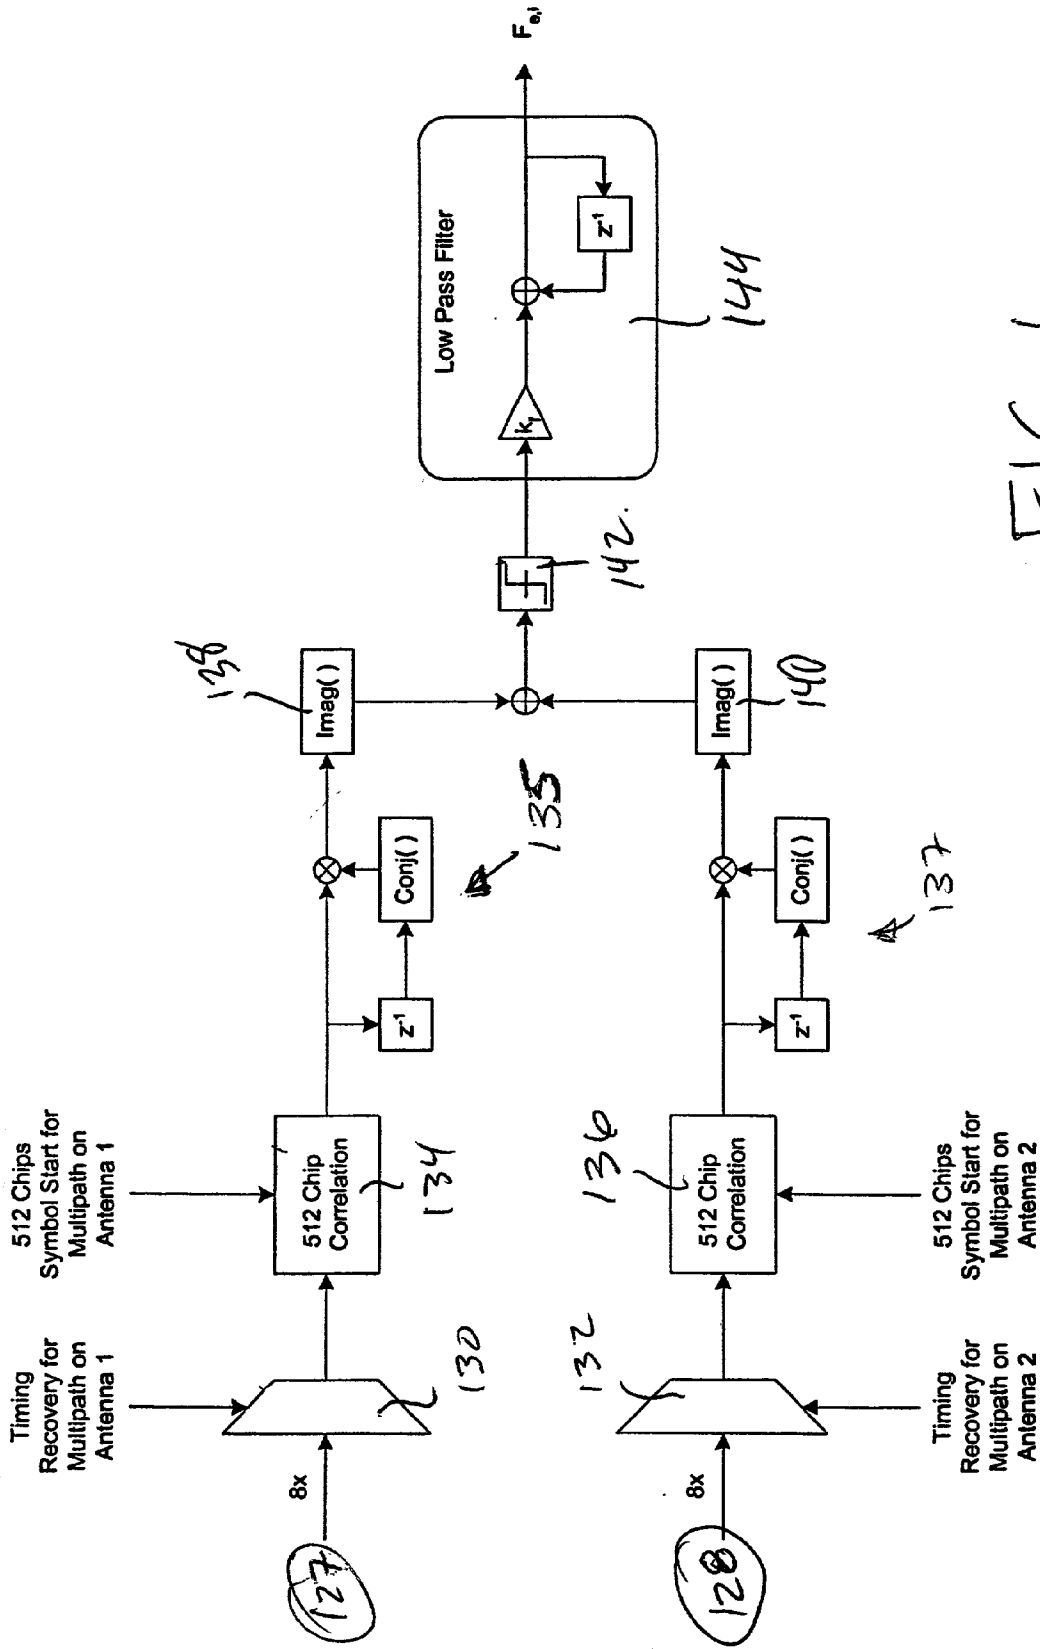 Timing
Recovery for
Multipath on
Antenna 1
512 Chips
Symbol Start for
Multipath on
Antenna 1
127
8x
130
512 Chip
Correlation
134
z⁻¹
Conj( )
135
Imag( )
138
142.
Low Pass Filter
k₁
z⁻¹
144
128
8x
132
512 Chip
Correlation
136
z⁻¹
Conj( )
137
Imag( )
140
Timing
Recovery for
Multipath on
Antenna 2
512 Chips
Symbol Start for
Multipath on
Antenna 2